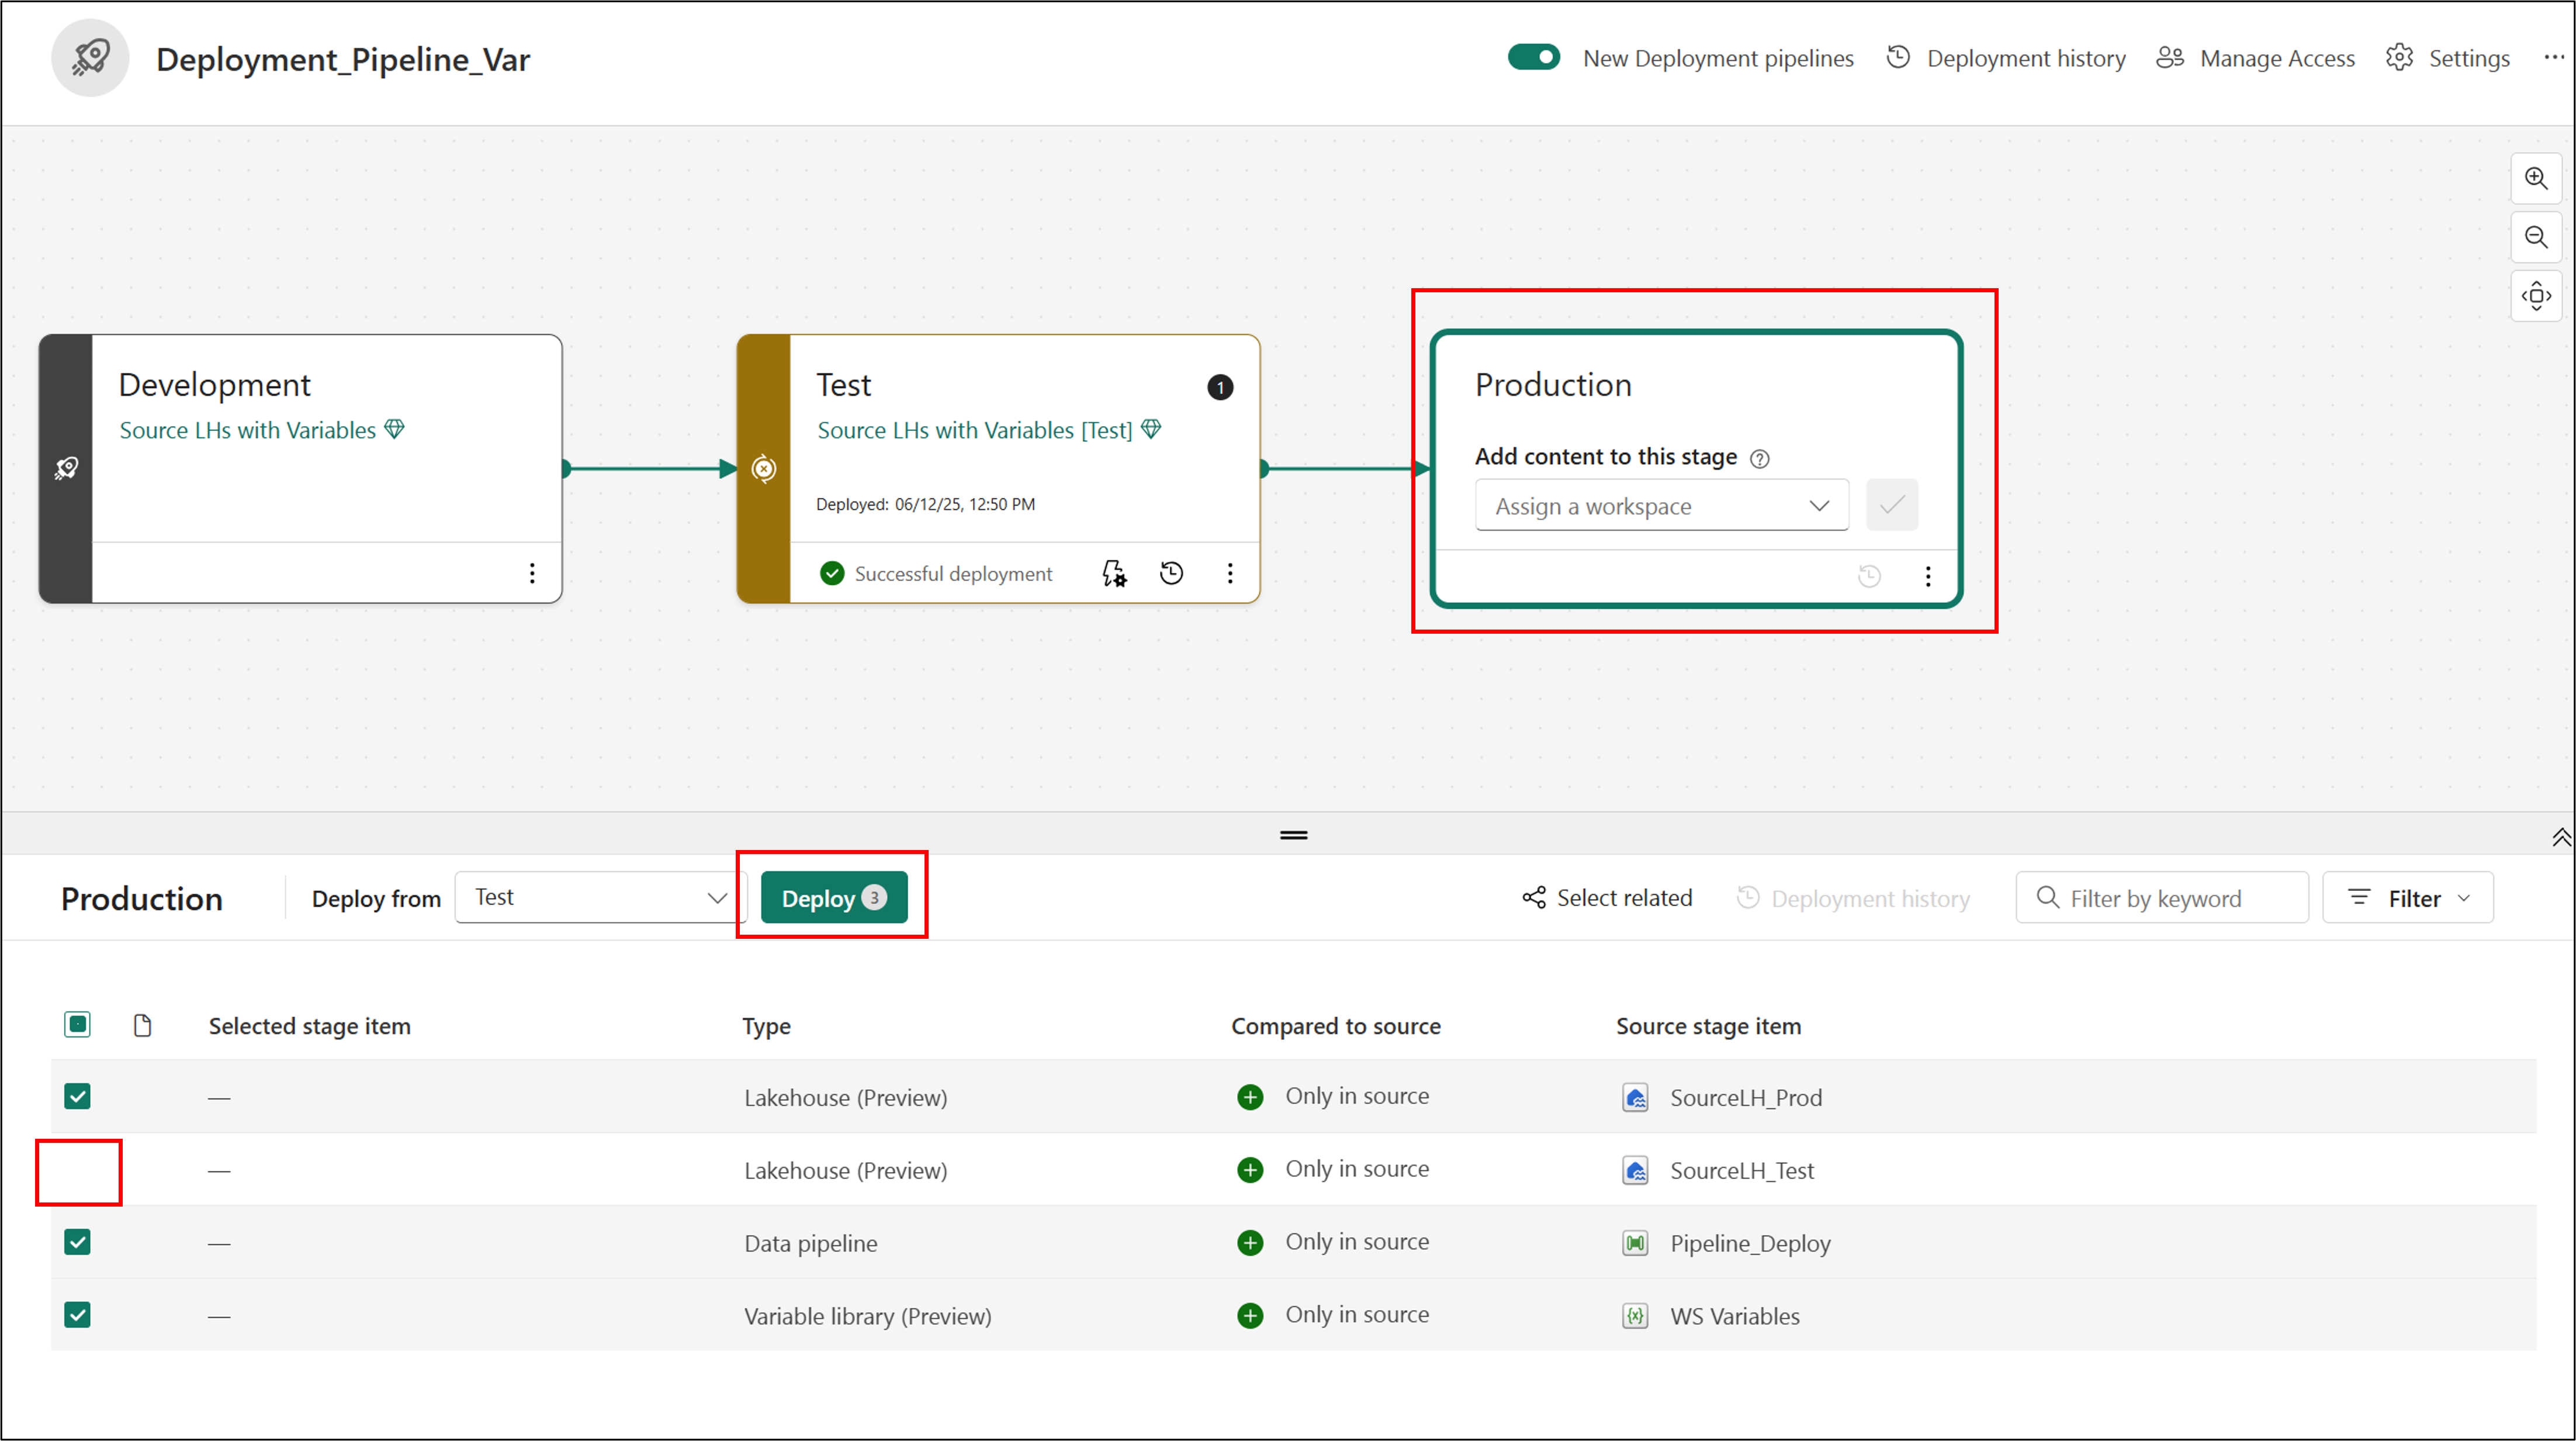 Deployment_Pipeline_Var
New Deployment pipelines
Deployment history
Manage Access
Settings
Development
Source LHs with Variables
Test
1
Source LHs with Variables [Test]
Deployed: 06/12/25, 12:50 PM
Successful deployment
Production
Add content to this stage
Assign a workspace
Production
Deploy from
Test
Deploy 3
Select related
Deployment history
Filter by keyword
Filter
Selected stage item Type Compared to source Source stage item
— Lakehouse (Preview) Only in source SourceLH_Prod
— Lakehouse (Preview) Only in source SourceLH_Test
— Data pipeline Only in source Pipeline_Deploy
— Variable library (Preview) Only in source WS Variables